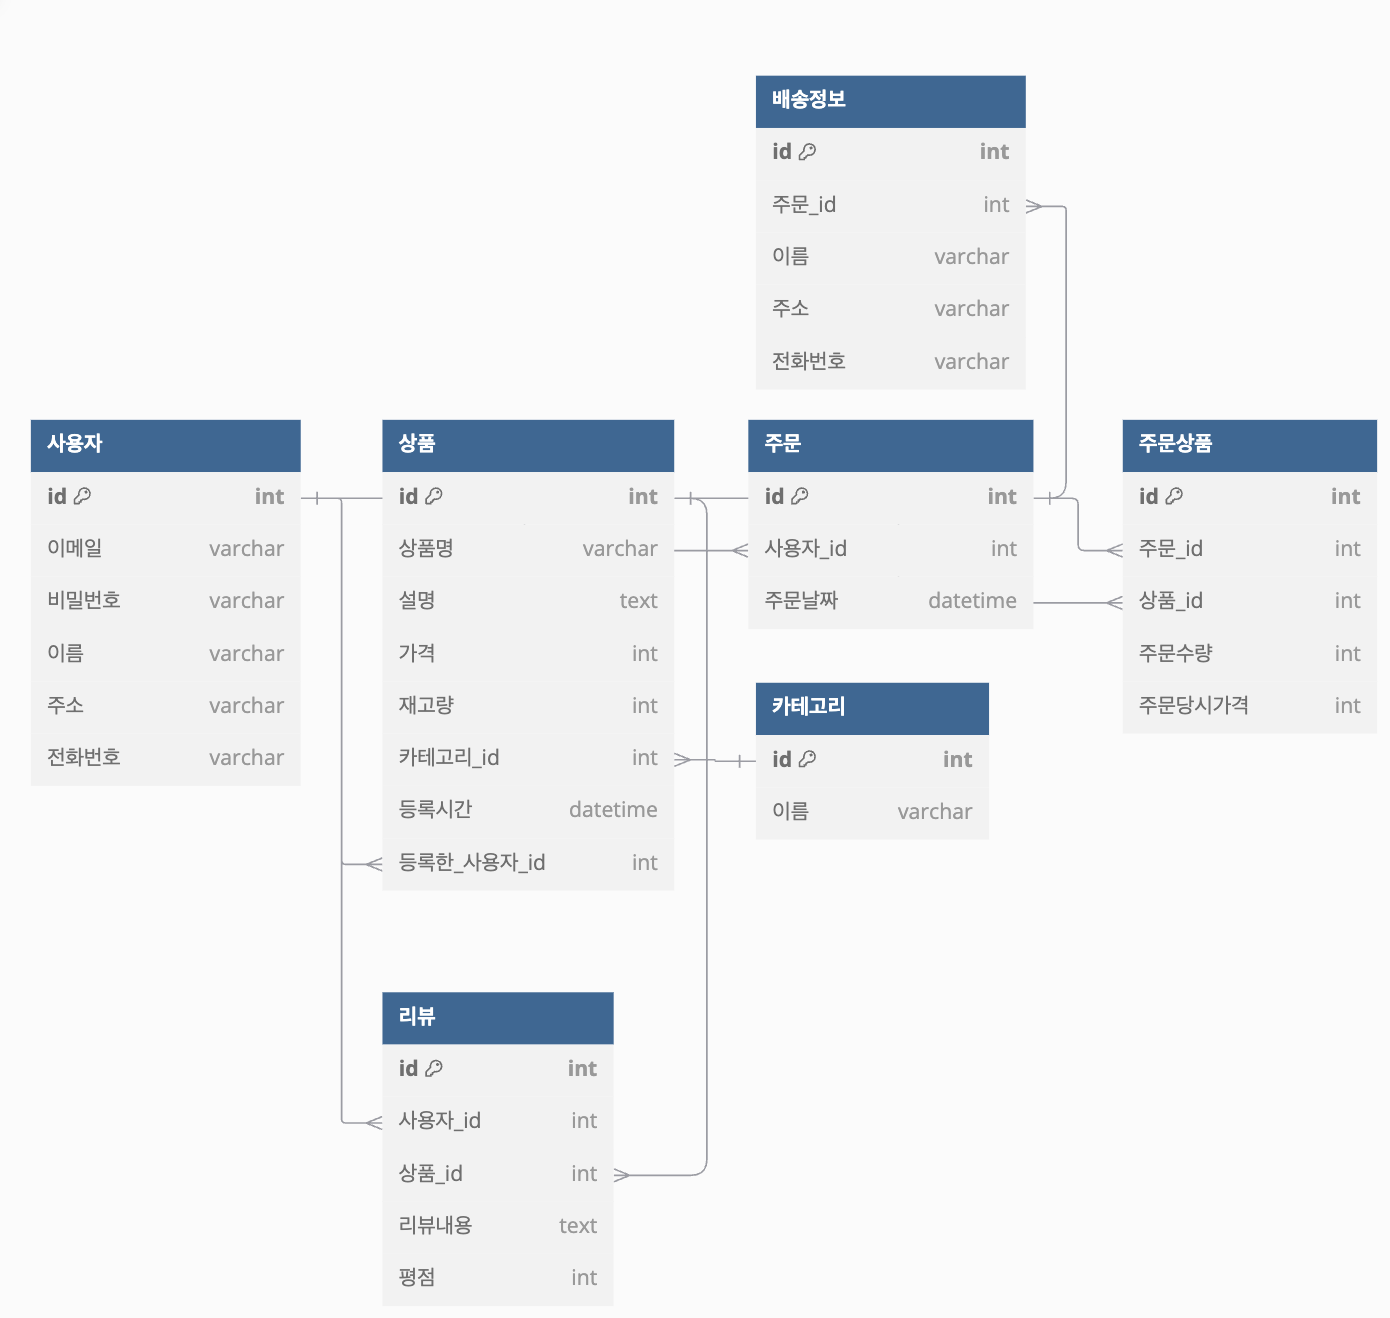 배송정보
id int
주문_id int
이름 varchar
주소 varchar
전화번호 varchar
사용자
id int
이메일 varchar
비밀번호 varchar
이름 varchar
주소 varchar
전화번호 varchar
상품
id int
상품명 varchar
설명 text
가격 int
재고량 int
카테고리_id int
등록시간 datetime
등록한_사용자_id int
주문
id int
사용자_id int
주문날짜 datetime
주문상품
id int
주문_id int
상품_id int
주문수량 int
주문당시가격 int
카테고리
id int
이름 varchar
리뷰
id int
사용자_id int
상품_id int
리뷰내용 text
평점 int